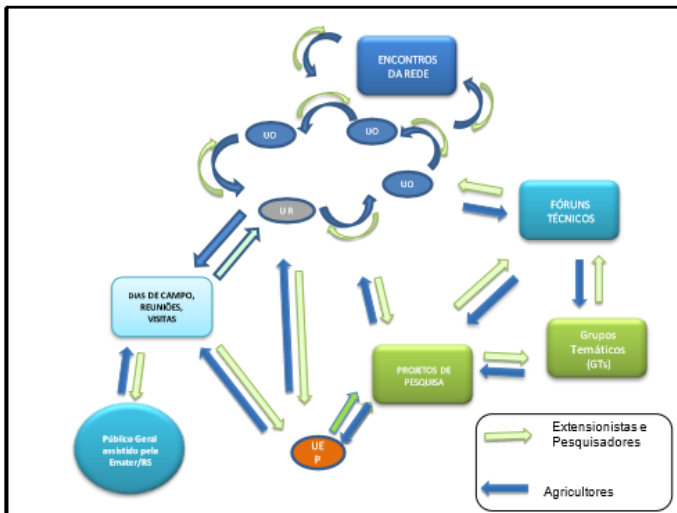 ENCONTROS
DA REDE
UO
UO
UO
UR
FÓRUNS
TÉCNICOS
DIAS DE CAMPO,
REUNIÕES,
VISITAS
PROJETOS DE
PESQUISA
Grupos
Temáticos
(GTs)
Público Geral
assistido pela
Emater/RS
UE
P
Extensionistas e
Pesquisadores
Agricultores